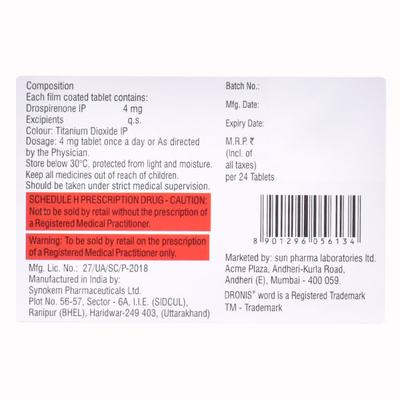 Composition
Each film coated tablet contains:
Drospirenone IP 4 mg
Excipients q.s.
Colour: Titanium Dioxide IP
Dosage: 4 mg tablet once a day or As directed
by the Physician.
Store below 30°C, protected from light and moisture.
Keep all medicines out of reach of children.
Should be taken under strict medical supervision.
SCHEDULE H PRESCRIPTION DRUG - CAUTION:
Not to be sold by retail without the prescription of
a Registered Medical Practitioner.
Warning: To be sold by retail on the prescription
of a Registered Medical Practitioner only.
Mfg. Lic. No.: 27/UA/SC/P-2018
Manufactured in India by:
Synokem Pharmaceuticals Ltd.
Plot No. 56-57, Sector - 6A, I.I.E. (SIDCUL),
Ranipur (BHEL), Haridwar-249 403, (Uttarakhand)
Batch No.:
Mfg. Date:
Expiry Date:
M.R.P. ₹
(Incl. of
all taxes)
per 24 Tablets
8 901296 056134
Marketed by: sun pharma laboratories ltd.
Acme Plaza, Andheri-Kurla Road,
Andheri (E), Mumbai - 400 059.
DRONIS® word is a Registered Trademark
TM - Trademark